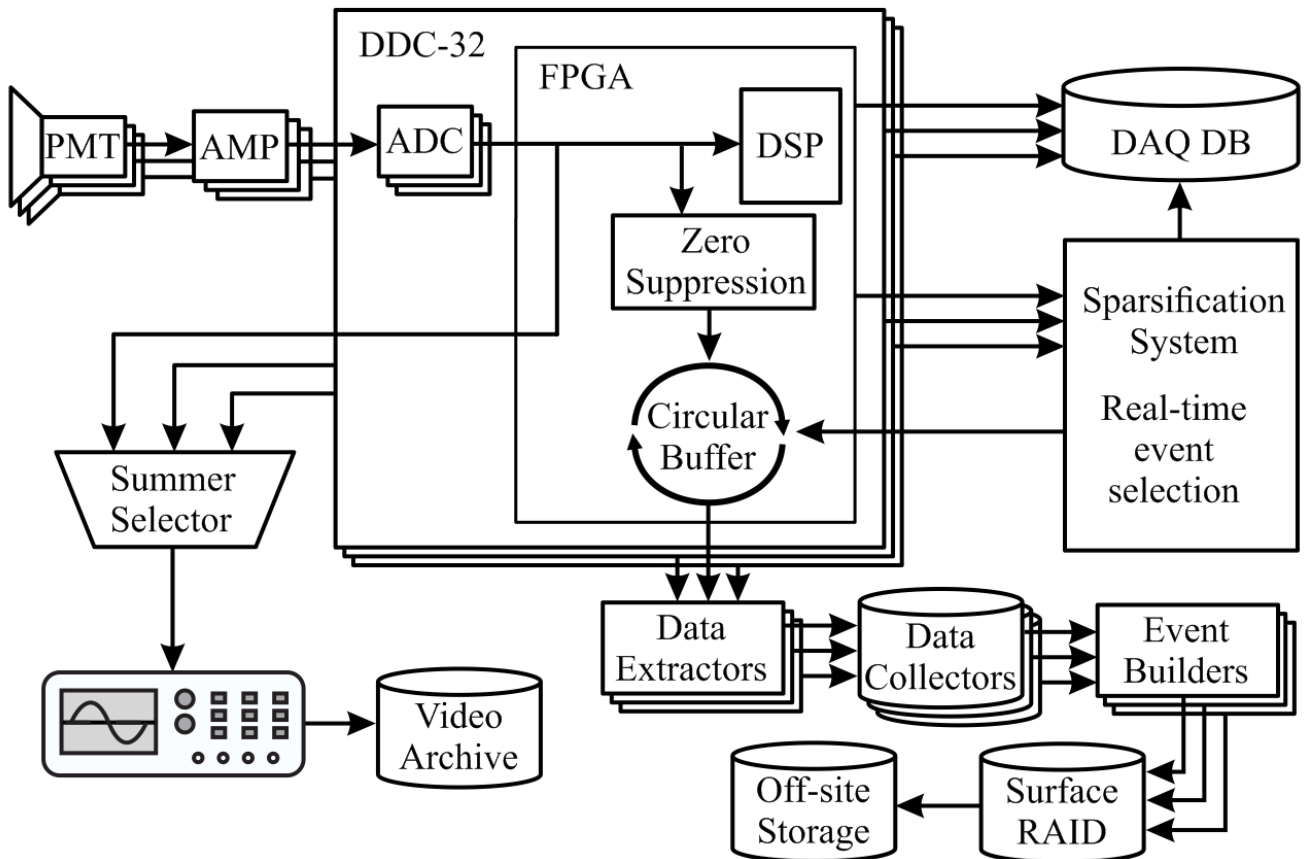 DDC-32
FPGA
PMT
AMP
ADC
DSP
DAQ DB
Zero
Suppression
Sparsification
System
Real-time
event
selection
Circular
Buffer
Summer
Selector
Data
Extractors
Data
Collectors
Event
Builders
Video
Archive
Off-site
Storage
Surface
RAID